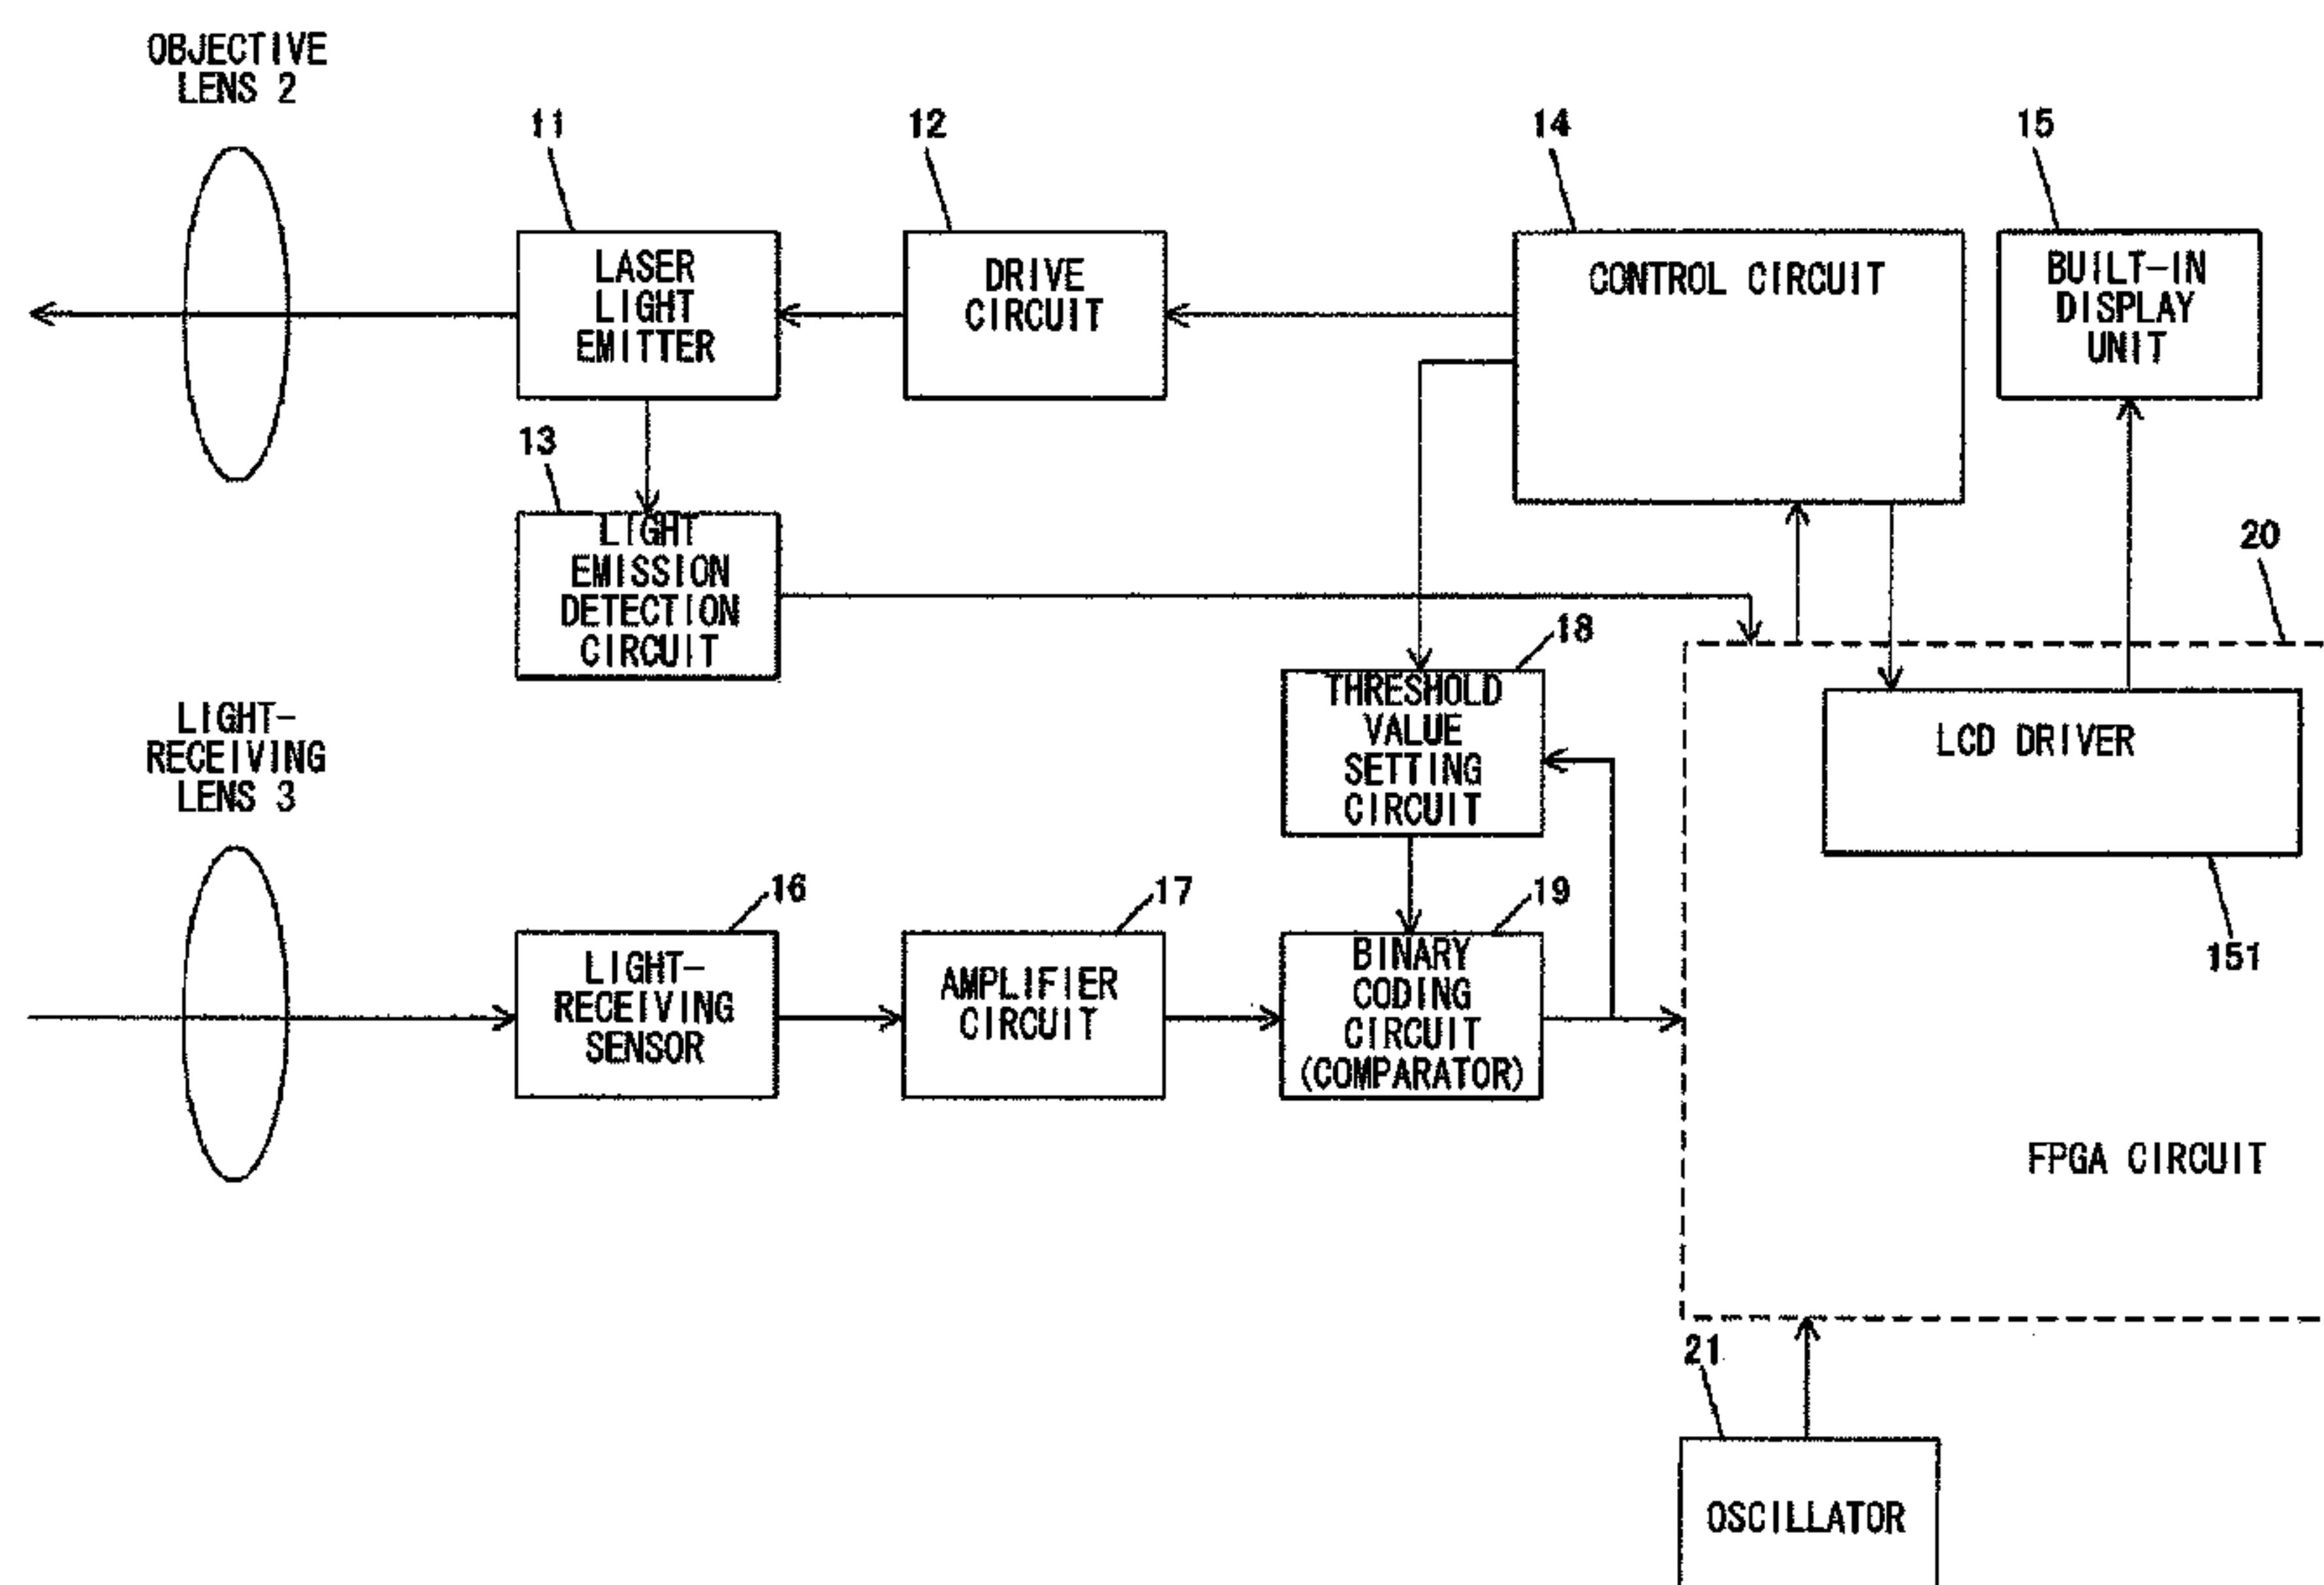 OBJECTIVE
LENS 2
11
12
14
15
LASER
LIGHT
EMITTER
DRIVE
CIRCUIT
CONTROL CIRCUIT
BUILT-IN
DISPLAY
UNIT
13
LIGHT
EMISSION
DETECTION
CIRCUIT
20
18
THRESHOLD
VALUE
SETTING
CIRCUIT
LCD DRIVER
151
LIGHT-
RECEIVING
LENS 3
16
17
19
LIGHT-
RECEIVING
SENSOR
AMPLIFIER
CIRCUIT
BINARY
CODING
CIRCUIT
(COMPARATOR)
FPGA CIRCUIT
21
OSCILLATOR